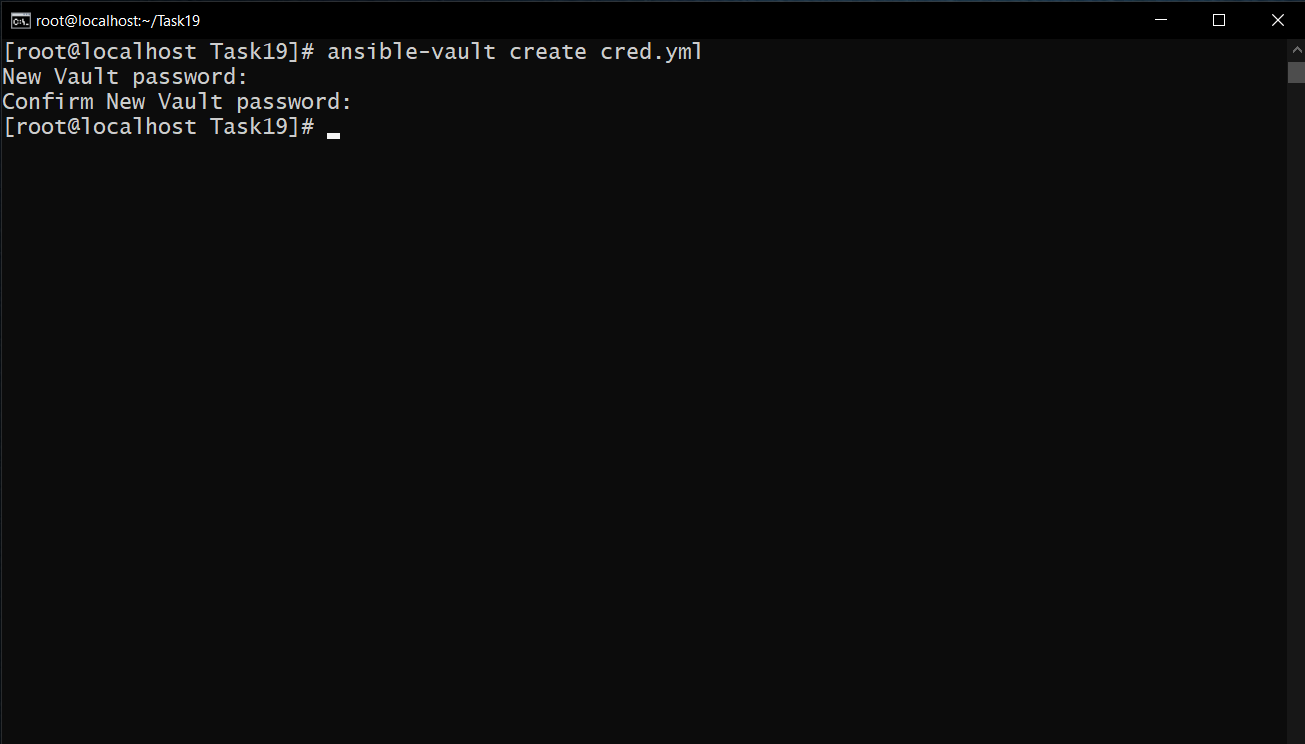 root@localhost:~/Task19
[root@localhost Task19]# ansible-vault create cred.yml
New Vault password:
Confirm New Vault password:
[root@localhost Task19]#